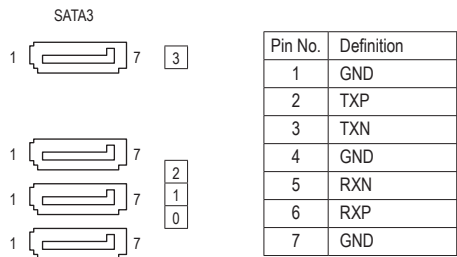 SATA3
1 7 3
1 7
2
1 7 1
0
1 7
Pin No. Definition
1 GND
2 TXP
3 TXN
4 GND
5 RXN
6 RXP
7 GND